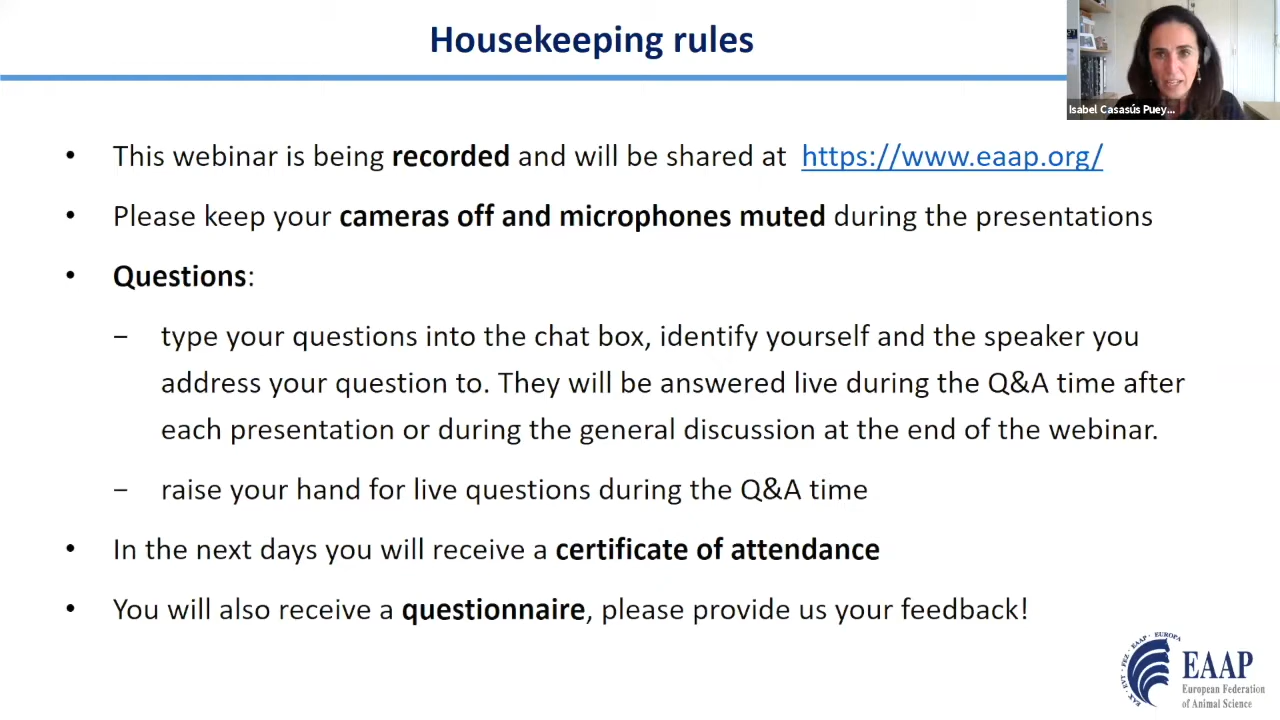 Housekeeping rules
Isabel Casasús Puey...
• This webinar is being recorded and will be shared at https://www.eaap.org/
• Please keep your cameras off and microphones muted during the presentations
• Questions:
− type your questions into the chat box, identify yourself and the speaker you
address your question to. They will be answered live during the Q&A time after
each presentation or during the general discussion at the end of the webinar.
− raise your hand for live questions during the Q&A time
• In the next days you will receive a certificate of attendance
• You will also receive a questionnaire, please provide us your feedback!
EAAP
European Federation
of Animal Science
EAK · EVT · FEZ · EAAP · EUROPA